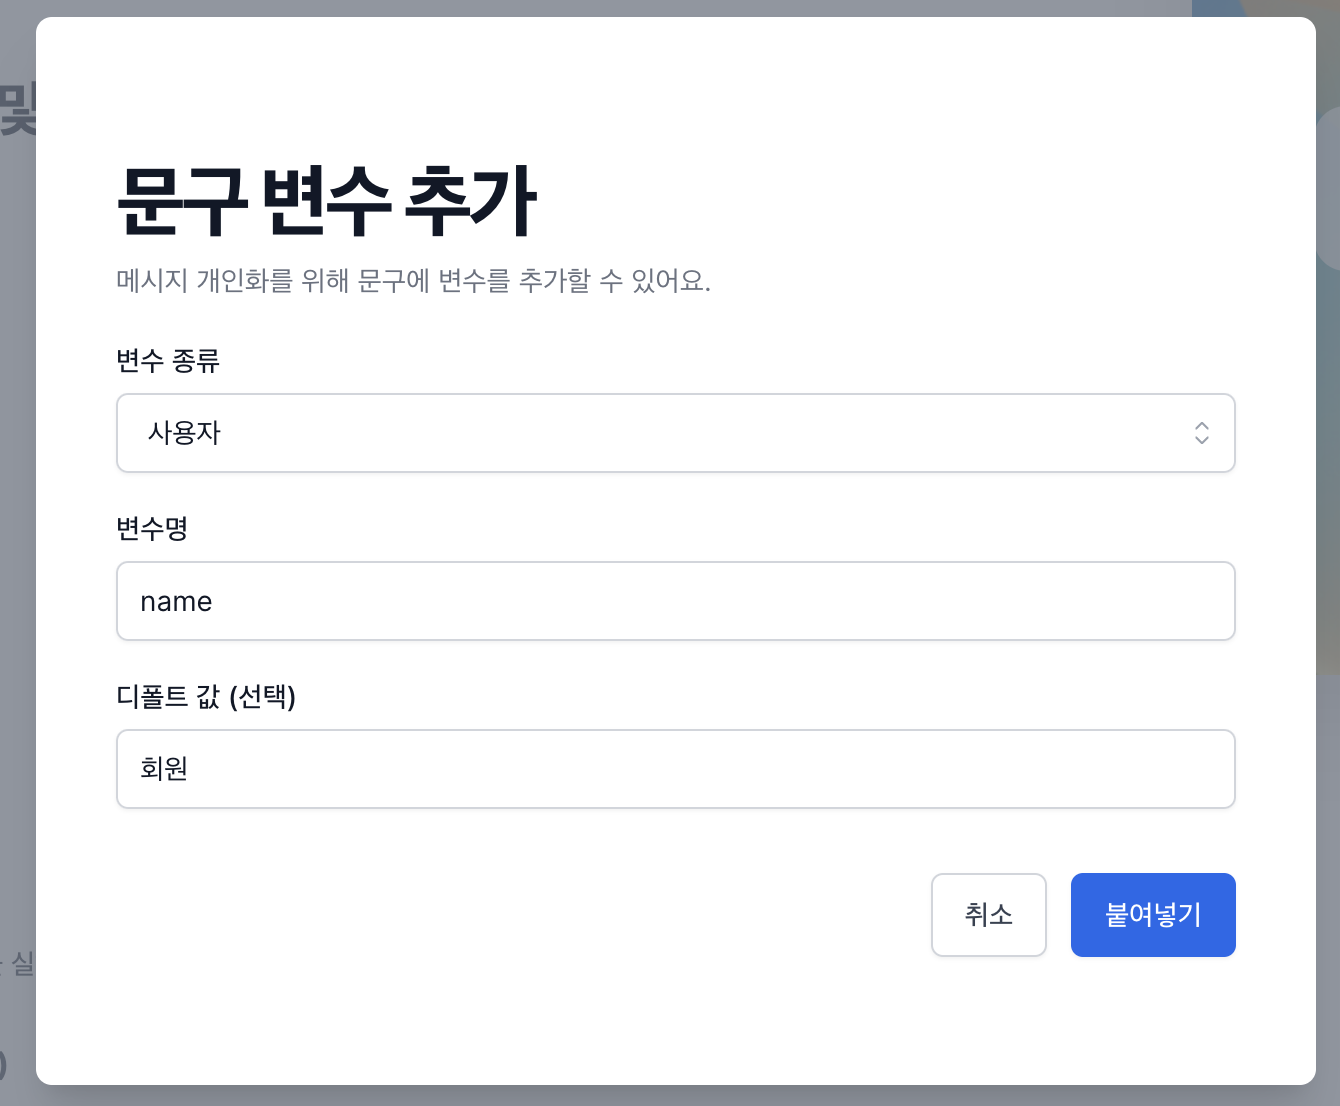 및
문구 변수 추가
메시지 개인화를 위해 문구에 변수를 추가할 수 있어요.
변수 종류
사용자
변수명
name
디폴트 값 (선택)
회원
취소
붙여넣기
실
)